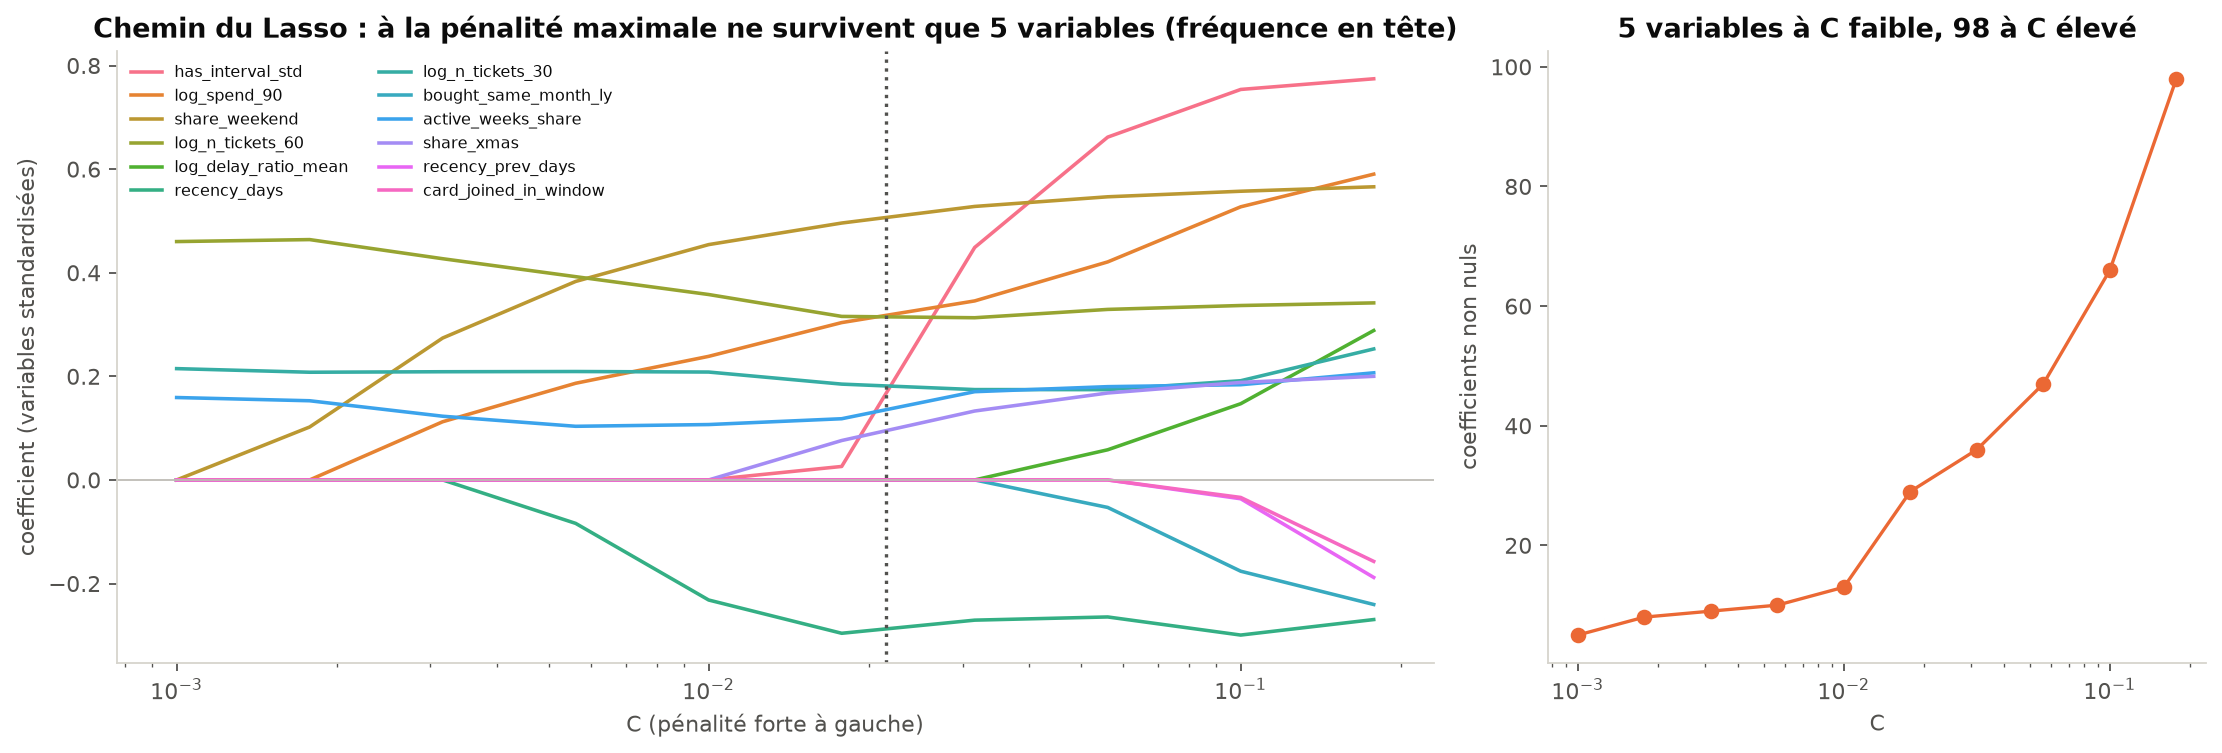 Chemin du Lasso : à la pénalité maximale ne survivent que 5 variables (fréquence en tête)
has_interval_std
log_spend_90
share_weekend
log_n_tickets_60
log_delay_ratio_mean
recency_days
log_n_tickets_30
bought_same_month_ly
active_weeks_share
share_xmas
recency_prev_days
card_joined_in_window
coefficient (variables standardisées)
0.8
0.6
0.4
0.2
0.0
−0.2
10⁻³
10⁻²
10⁻¹
C (pénalité forte à gauche)
5 variables à C faible, 98 à C élevé
coefficients non nuls
100
80
60
40
20
10⁻³
10⁻²
10⁻¹
C